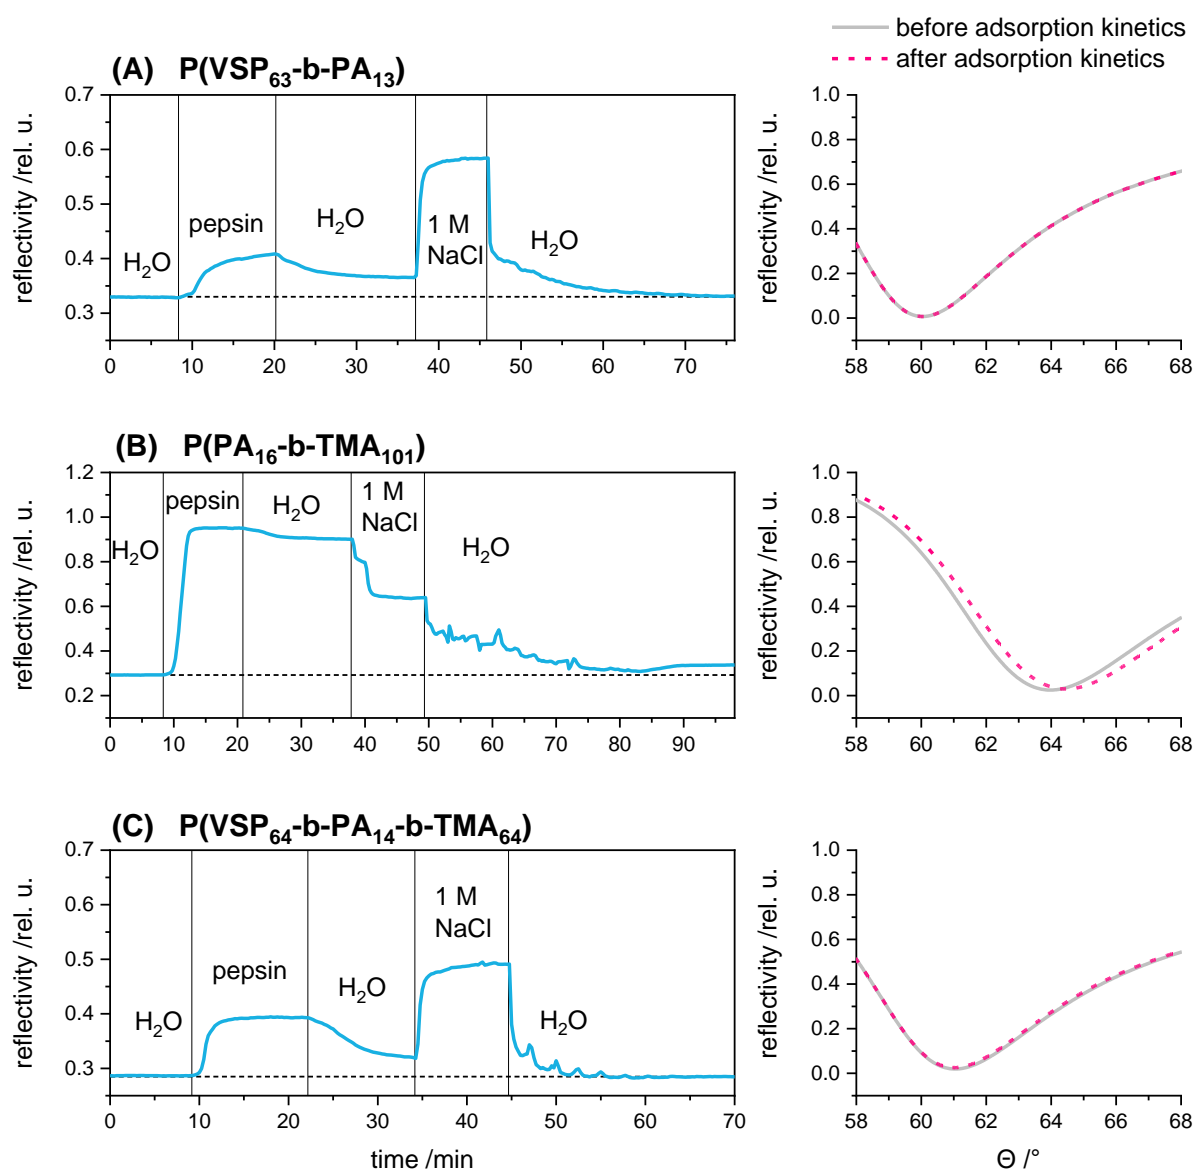 before adsorption kinetics
after adsorption kinetics
(A) P(VSP63-b-PA13)
reflectivity /rel. u.
0.7
0.6
0.5
0.4
0.3
H2O
pepsin
H2O
1 M
NaCl
H2O
0 10 20 30 40 50 60 70
reflectivity /rel. u.
1.0
0.8
0.6
0.4
0.2
0.0
58 60 62 64 66 68
(B) P(PA16-b-TMA101)
reflectivity /rel. u.
1.2
1.0
0.8
0.6
0.4
0.2
H2O
pepsin
H2O
1 M
NaCl
H2O
0 10 20 30 40 50 60 70 80 90
reflectivity /rel. u.
1.0
0.8
0.6
0.4
0.2
0.0
58 60 62 64 66 68
(C) P(VSP64-b-PA14-b-TMA64)
reflectivity /rel. u.
0.7
0.6
0.5
0.4
0.3
H2O
pepsin
H2O
1 M
NaCl
H2O
0 10 20 30 40 50 60 70
time /min
reflectivity /rel. u.
1.0
0.8
0.6
0.4
0.2
0.0
58 60 62 64 66 68
Θ /°